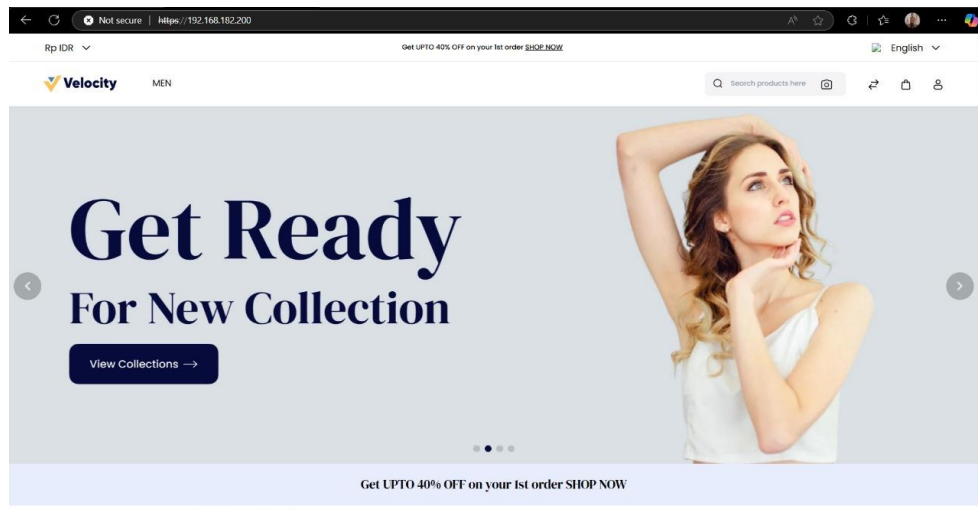 Not secure | https://192.168.182.200
Rp IDR
Get UPTO 40% OFF on your 1st order SHOP NOW
English
Velocity
MEN
Search products here
Get Ready
For New Collection
View Collections →
Get UPTO 40% OFF on your 1st order SHOP NOW